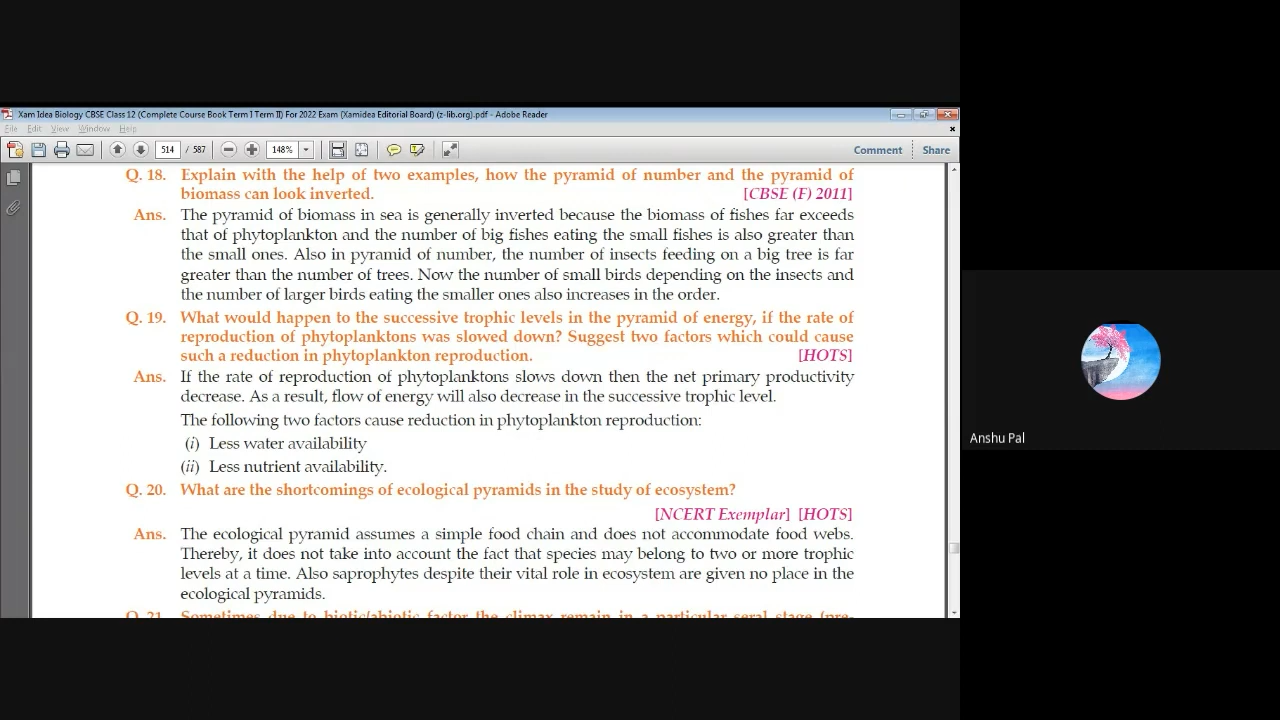 Xam Idea Biology CBSE Class 12 (Complete Course Book Term I Term II) For 2022 Exam (Xamidea Editorial Board) (z-lib.org).pdf - Adobe Reader
File Edit View Window Help
514 / 587 148% Comment Share
Q. 18. Explain with the help of two examples, how the pyramid of number and the pyramid of
biomass can look inverted. [CBSE (F) 2011]
Ans. The pyramid of biomass in sea is generally inverted because the biomass of fishes far exceeds
that of phytoplankton and the number of big fishes eating the small fishes is also greater than
the small ones. Also in pyramid of number, the number of insects feeding on a big tree is far
greater than the number of trees. Now the number of small birds depending on the insects and
the number of larger birds eating the smaller ones also increases in the order.
Q. 19. What would happen to the successive trophic levels in the pyramid of energy, if the rate of
reproduction of phytoplanktons was slowed down? Suggest two factors which could cause
such a reduction in phytoplankton reproduction. [HOTS]
Ans. If the rate of reproduction of phytoplanktons slows down then the net primary productivity
decrease. As a result, flow of energy will also decrease in the successive trophic level.
The following two factors cause reduction in phytoplankton reproduction:
(i) Less water availability
(ii) Less nutrient availability.
Q. 20. What are the shortcomings of ecological pyramids in the study of ecosystem?
[NCERT Exemplar] [HOTS]
Ans. The ecological pyramid assumes a simple food chain and does not accommodate food webs.
Thereby, it does not take into account the fact that species may belong to two or more trophic
levels at a time. Also saprophytes despite their vital role in ecosystem are given no place in the
ecological pyramids.
Q. 21. Sometimes due to biotic/abiotic factor the climax remain in a particular seral stage (pre-
Anshu Pal